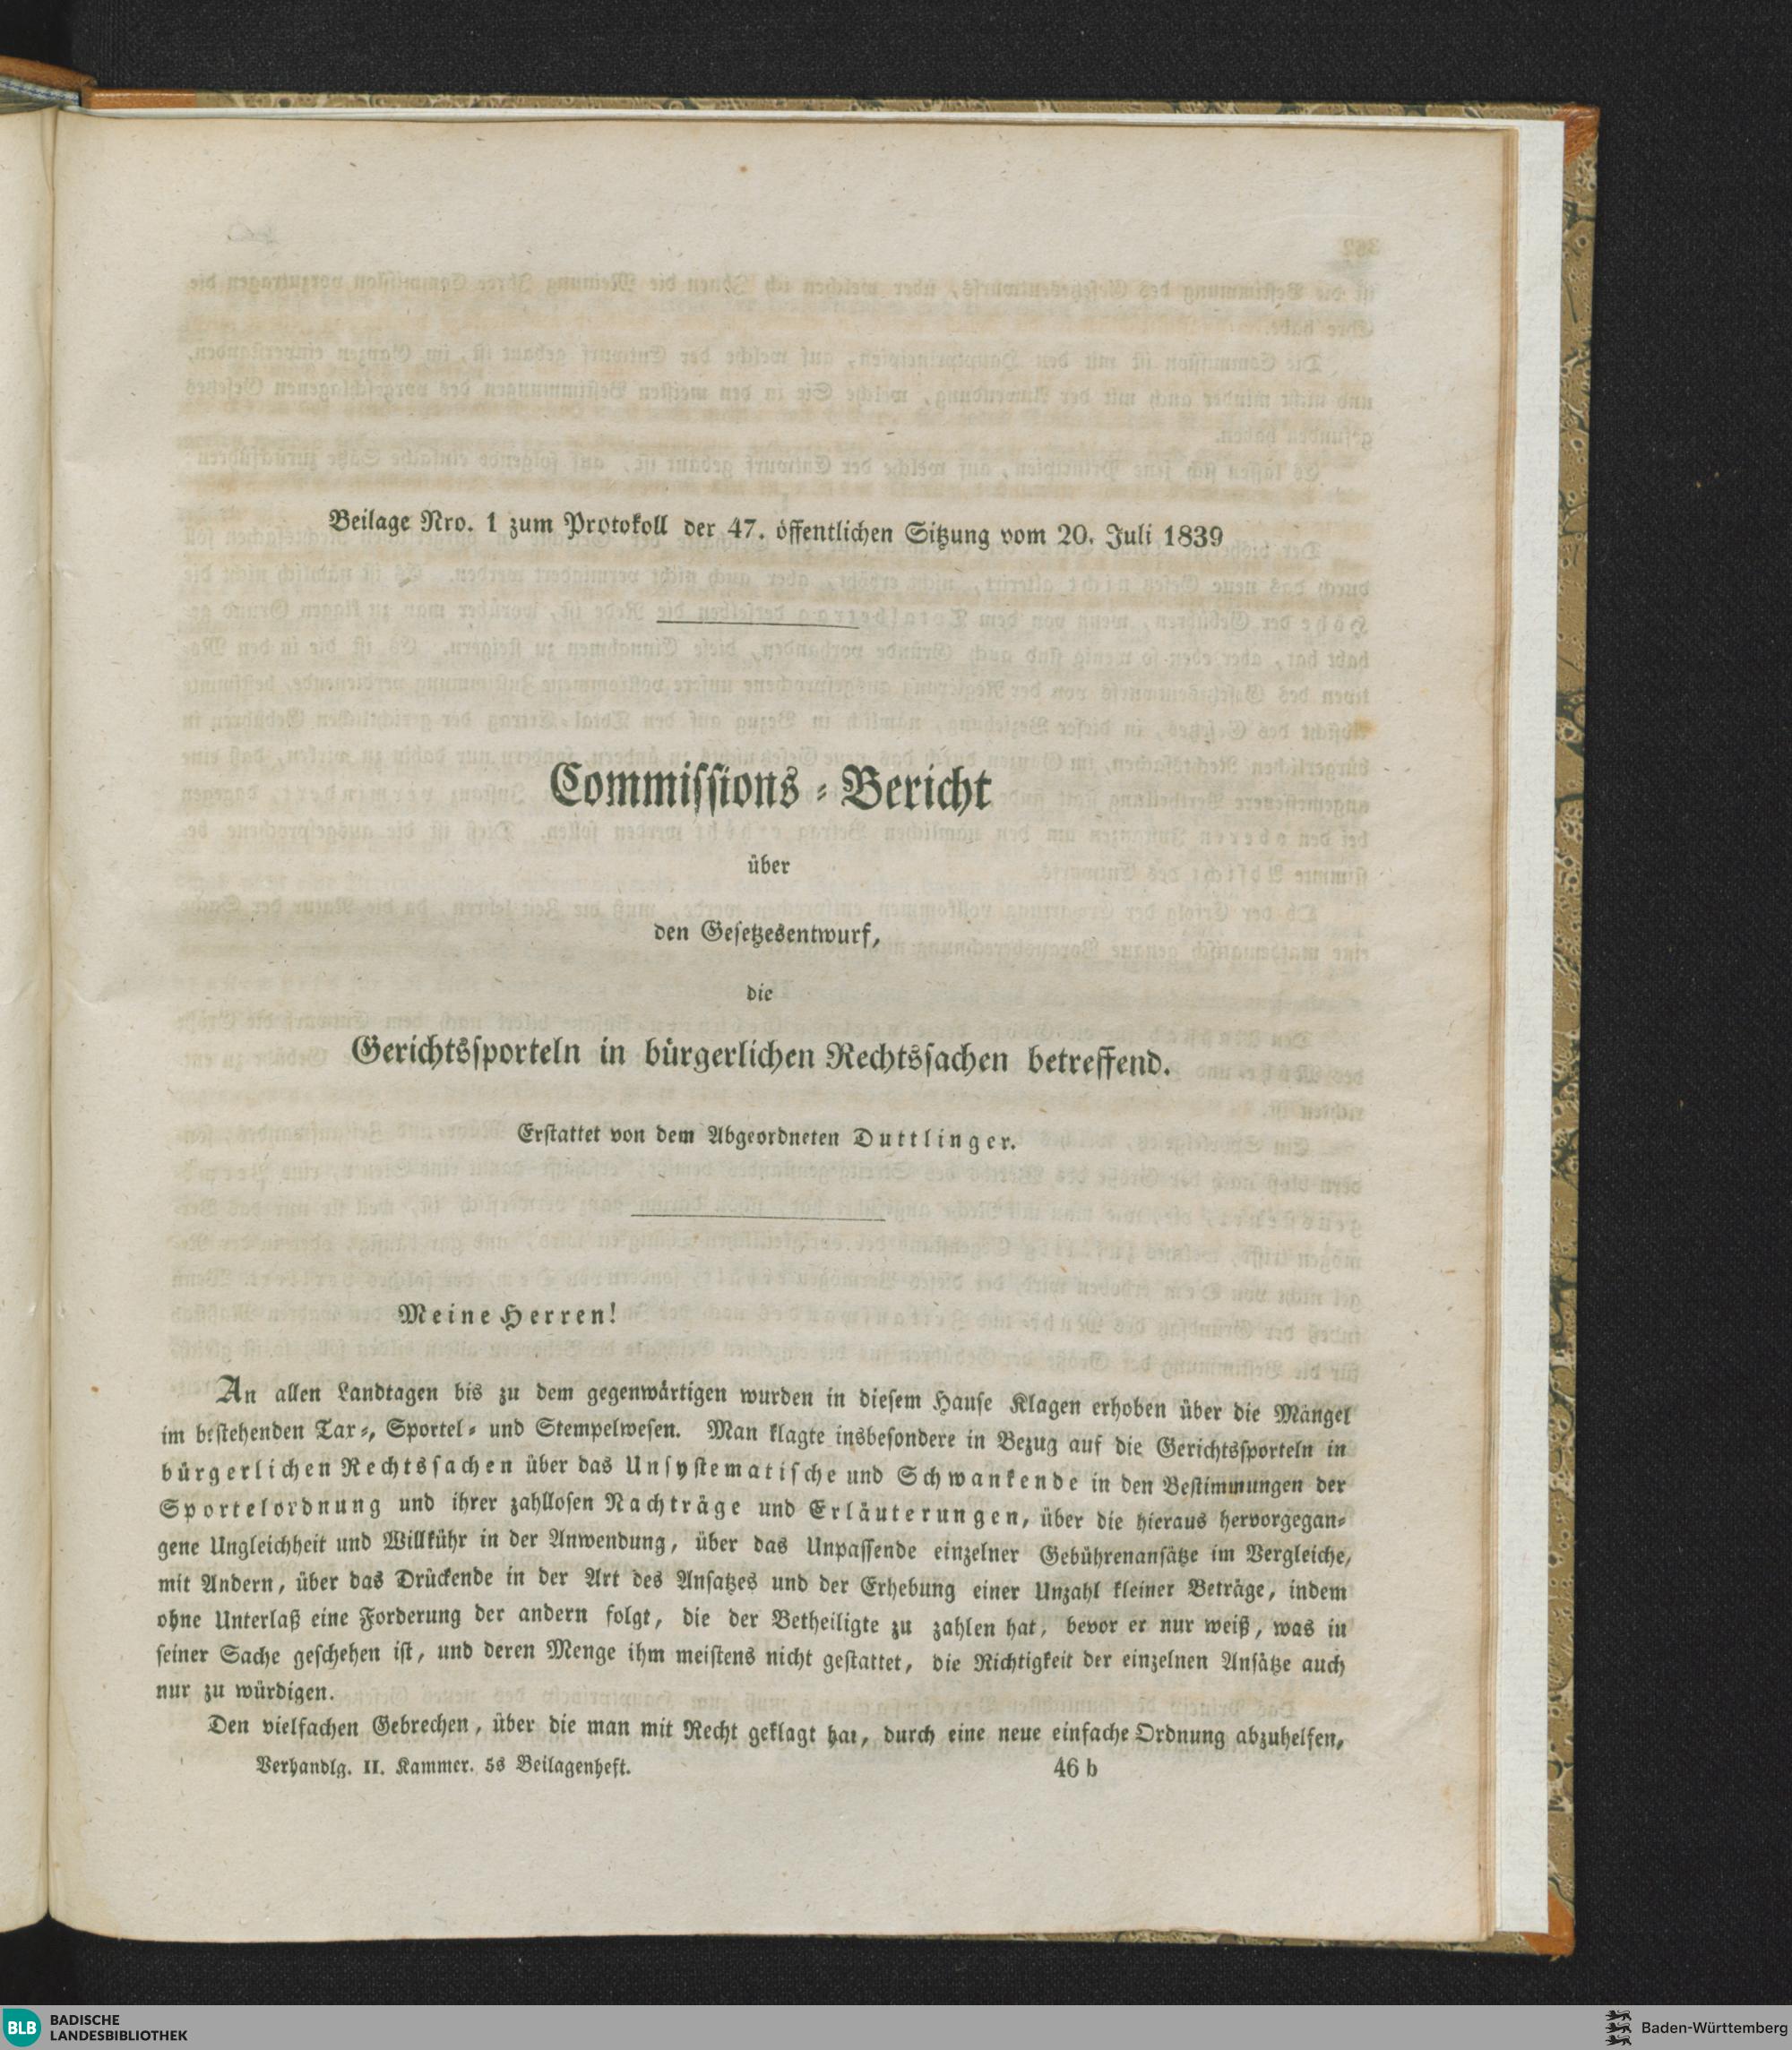 Beilage Nro. 1 zum Protokoll der 47. öffentlichen Sitzung vom 20. Juli 1839
Commissions-Bericht
über
den Gesetzesentwurf,
die
Gerichtssporteln in bürgerlichen Rechtssachen betreffend.
Erstattet von dem Abgeordneten Duttlinger.
Meine Herren!
An allen Landtagen bis zu dem gegenwärtigen wurden in diesem Hause Klagen erhoben über die Mängel
im bestehenden Tax-, Sportel- und Stempelwesen. Man klagte insbesondere in Bezug auf die Gerichtssporteln in
bürgerlichen Rechtssachen über das Unsystematische und Schwankende in den Bestimmungen der
Sportelordnung und ihrer zahllosen Nachträge und Erläuterungen, über die hieraus hervorgegan-
gene Ungleichheit und Willkühr in der Anwendung, über das Unpassende einzelner Gebührenansätze im Vergleiche,
mit Andern, über das Drückende in der Art des Ansatzes und der Erhebung einer Unzahl kleiner Beträge, indem
ohne Unterlaß eine Forderung der andern folgt, die der Betheiligte zu zahlen hat, bevor er nur weiß, was in
seiner Sache geschehen ist, und deren Menge ihm meistens nicht gestattet, die Richtigkeit der einzelnen Ansätze auch
nur zu würdigen.
Den vielfachen Gebrechen, über die man mit Recht geklagt hat, durch eine neue einfache Ordnung abzuhelfen,
Verhandlg. II. Kammer. 5s Beilagenheft. 46 b
BLB BADISCHE
LANDESBIBLIOTHEK
Baden-Württemberg